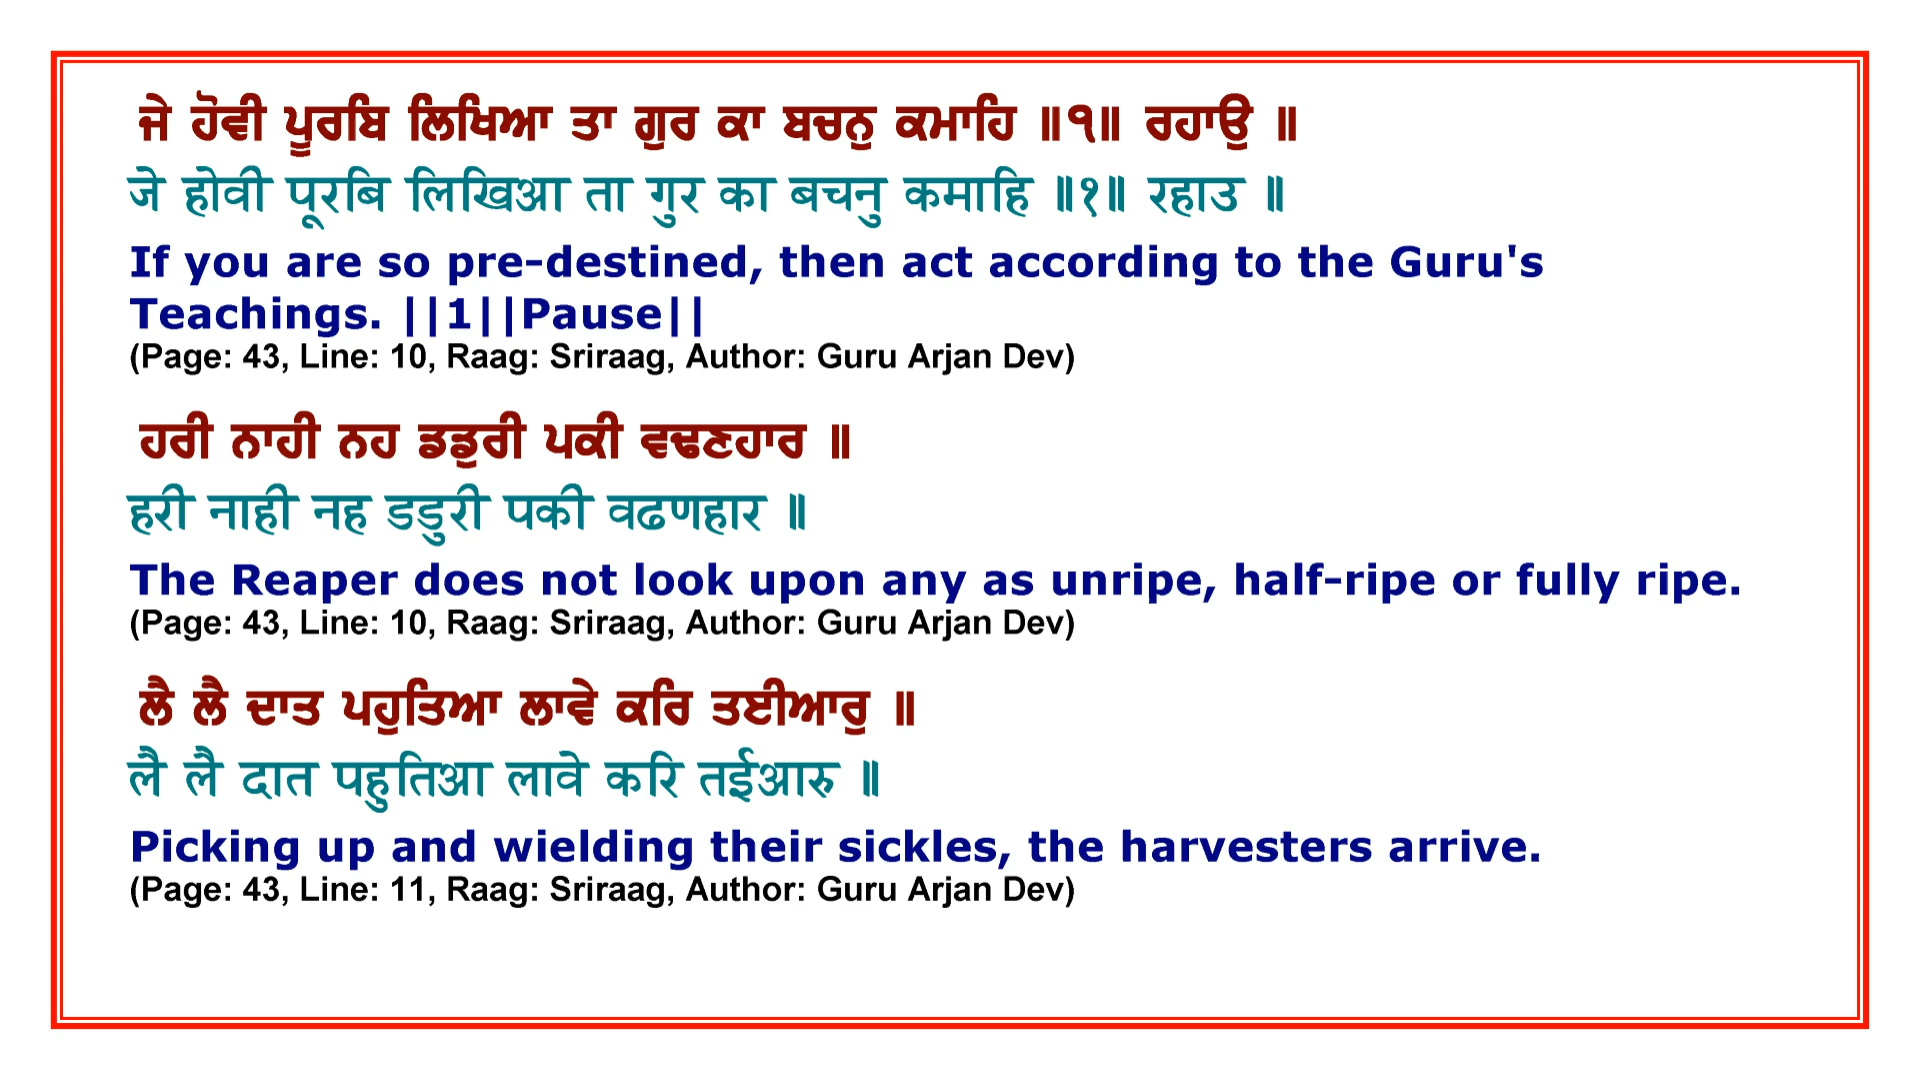 ਜੇ ਹੋਵੀ ਪੂਰਬਿ ਲਿਖਿਆ ਤਾ ਗੁਰ ਕਾ ਬਚਨੁ ਕਮਾਹਿ ॥੧॥ ਰਹਾਉ ॥
जे होवी पूरबि लिखिआ ता गुर का बचनु कमाहि ॥१॥ रहाउ ॥
If you are so pre-destined, then act according to the Guru's
Teachings. ||1||Pause||
(Page: 43, Line: 10, Raag: Sriraag, Author: Guru Arjan Dev)
ਹਰੀ ਨਾਹੀ ਨਹ ਡਡੁਰੀ ਪਕੀ ਵਢਣਹਾਰ ॥
हरी नाही नह डडुरी पकी वढणहार ॥
The Reaper does not look upon any as unripe, half-ripe or fully ripe.
(Page: 43, Line: 10, Raag: Sriraag, Author: Guru Arjan Dev)
ਲੈ ਲੈ ਦਾਤ ਪਹੁਤਿਆ ਲਾਵੇ ਕਰਿ ਤਈਆਰੁ ॥
लै लै दात पहुतिआ लावे करि तईआरु ॥
Picking up and wielding their sickles, the harvesters arrive.
(Page: 43, Line: 11, Raag: Sriraag, Author: Guru Arjan Dev)